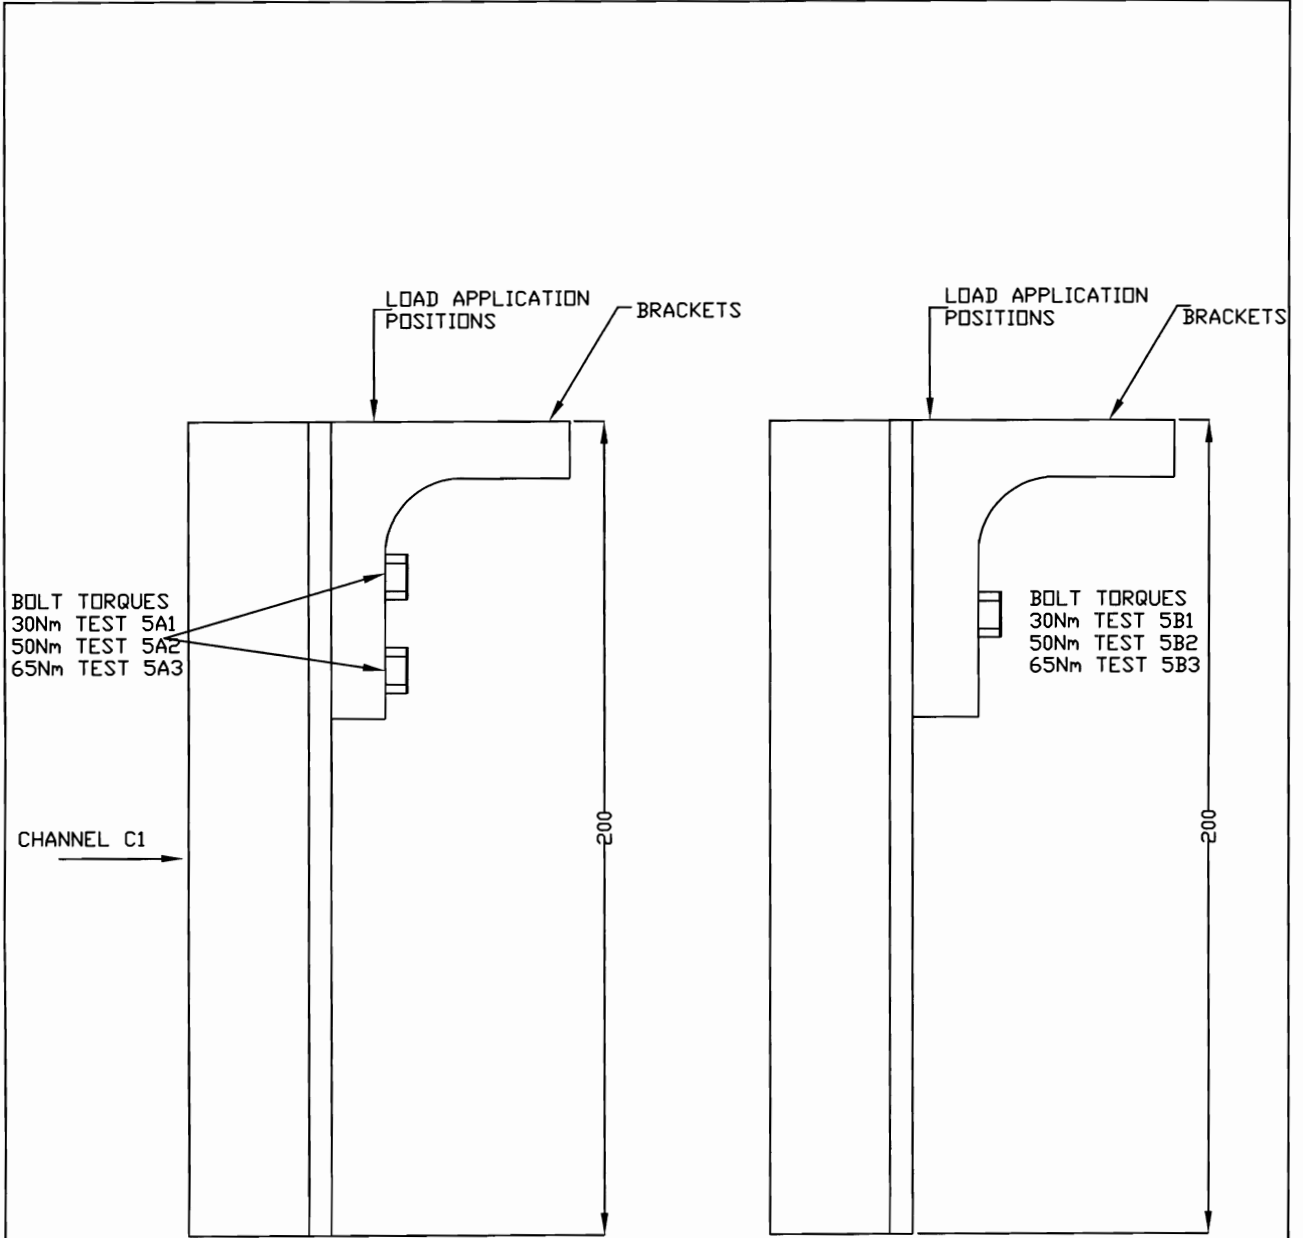 LOAD APPLICATION
POSITIONS
BRACKETS
LOAD APPLICATION
POSITIONS
BRACKETS
BOLT TORQUES
30Nm TEST 5A1
50Nm TEST 5A2
65Nm TEST 5A3
BOLT TORQUES
30Nm TEST 5B1
50Nm TEST 5B2
65Nm TEST 5B3
CHANNEL C1
200
200